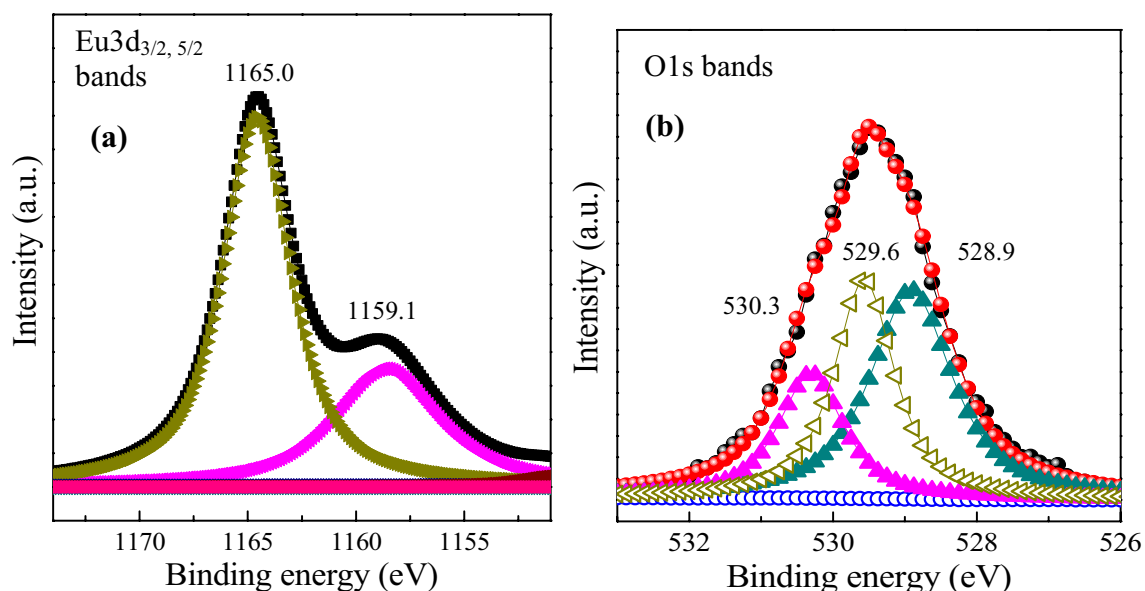 Eu3d3/2, 5/2
bands
1165.0
(a)
1159.1
Intensity (a.u.)
1170 1165 1160 1155
Binding energy (eV)
O1s bands
(b)
529.6 528.9
530.3
Intensity (a.u.)
532 530 528 526
Binding energy (eV)